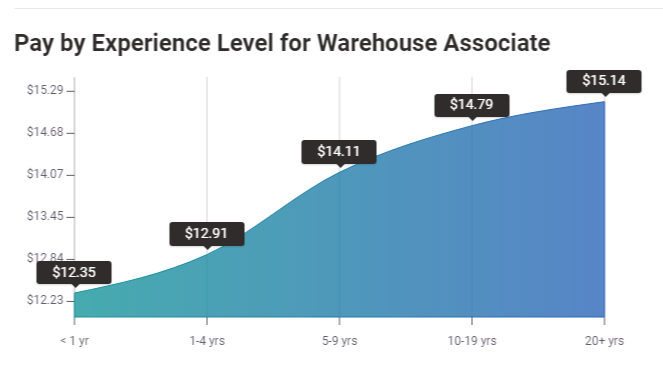 Pay by Experience Level for Warehouse Associate
$15.29
$15.14
$14.79
$14.68
$14.11
$14.07
$13.45
$12.91
$12.84
$12.35
$12.23
< 1 yr
1-4 yrs
5-9 yrs
10-19 yrs
20+ yrs